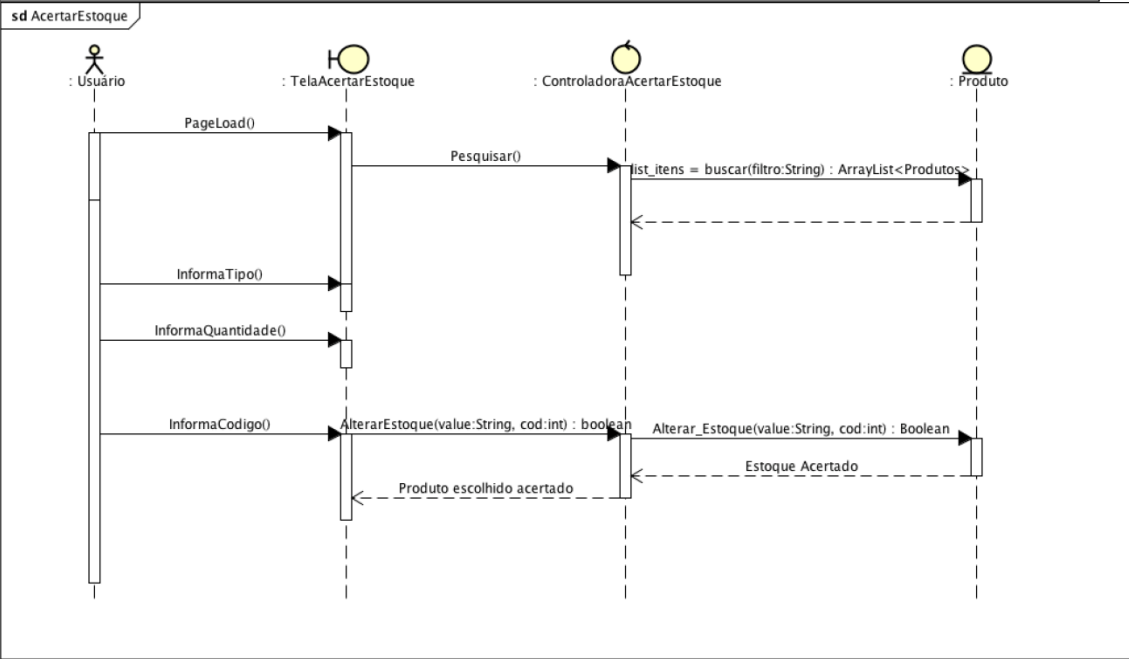 sd AcertarEstoque
: Usuário
: TelaAcertarEstoque
: ControladoraAcertarEstoque
: Produto
PageLoad()
Pesquisar()
list_itens = buscar(filtro:String) : ArrayList<Produtos>
InformaTipo()
InformaQuantidade()
InformaCodigo()
AlterarEstoque(value:String, cod:int) : boolean
Alterar_Estoque(value:String, cod:int) : Boolean
Estoque Acertado
Produto escolhido acertado